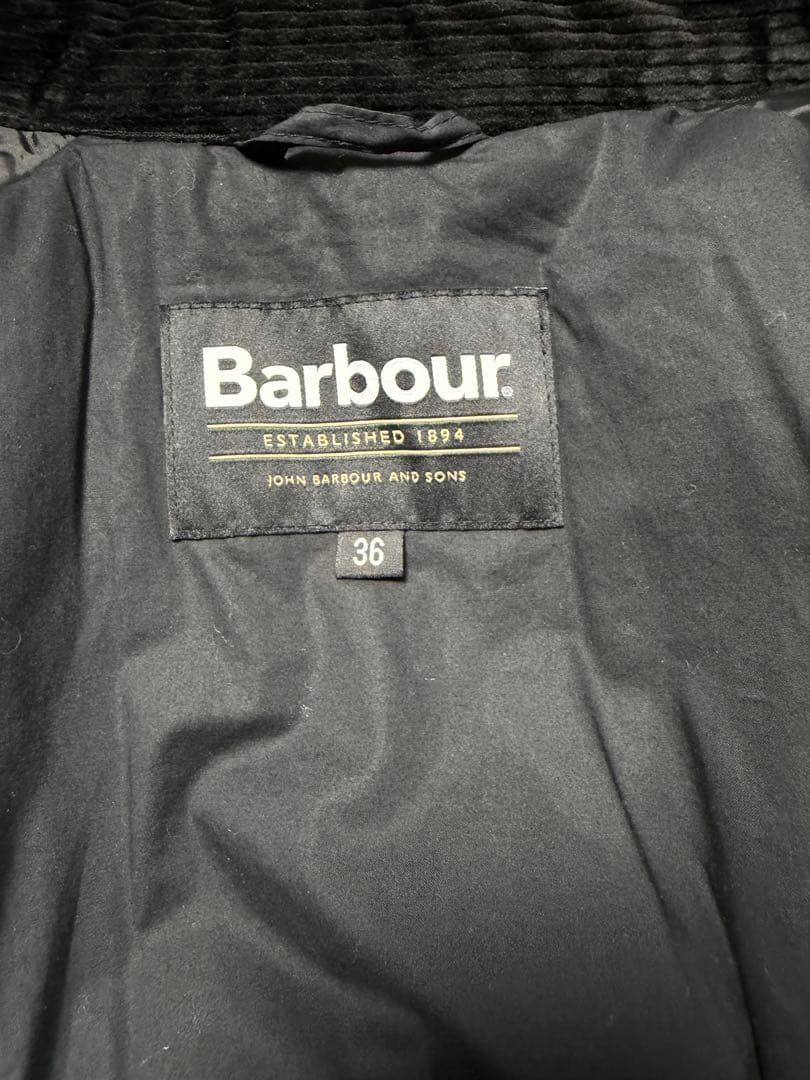 Barbour®
ESTABLISHED 1894
JOHN BARBOUR AND SONS
36